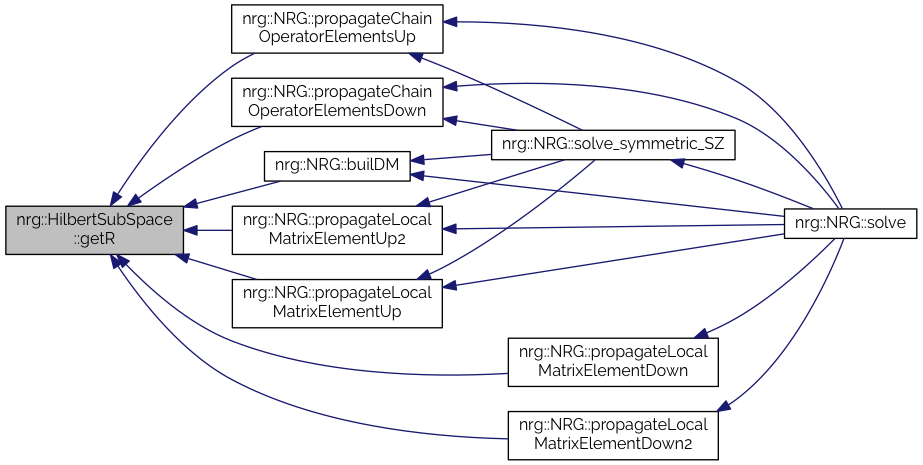 nrg::NRG::propagateChain
OperatorElementsUp
nrg::NRG::propagateChain
OperatorElementsDown
nrg::NRG::solve_symmetric_SZ
nrg::NRG::builDM
nrg::HilbertSubSpace
::getR
nrg::NRG::propagateLocal
MatrixElementUp2
nrg::NRG::solve
nrg::NRG::propagateLocal
MatrixElementUp
nrg::NRG::propagateLocal
MatrixElementDown
nrg::NRG::propagateLocal
MatrixElementDown2